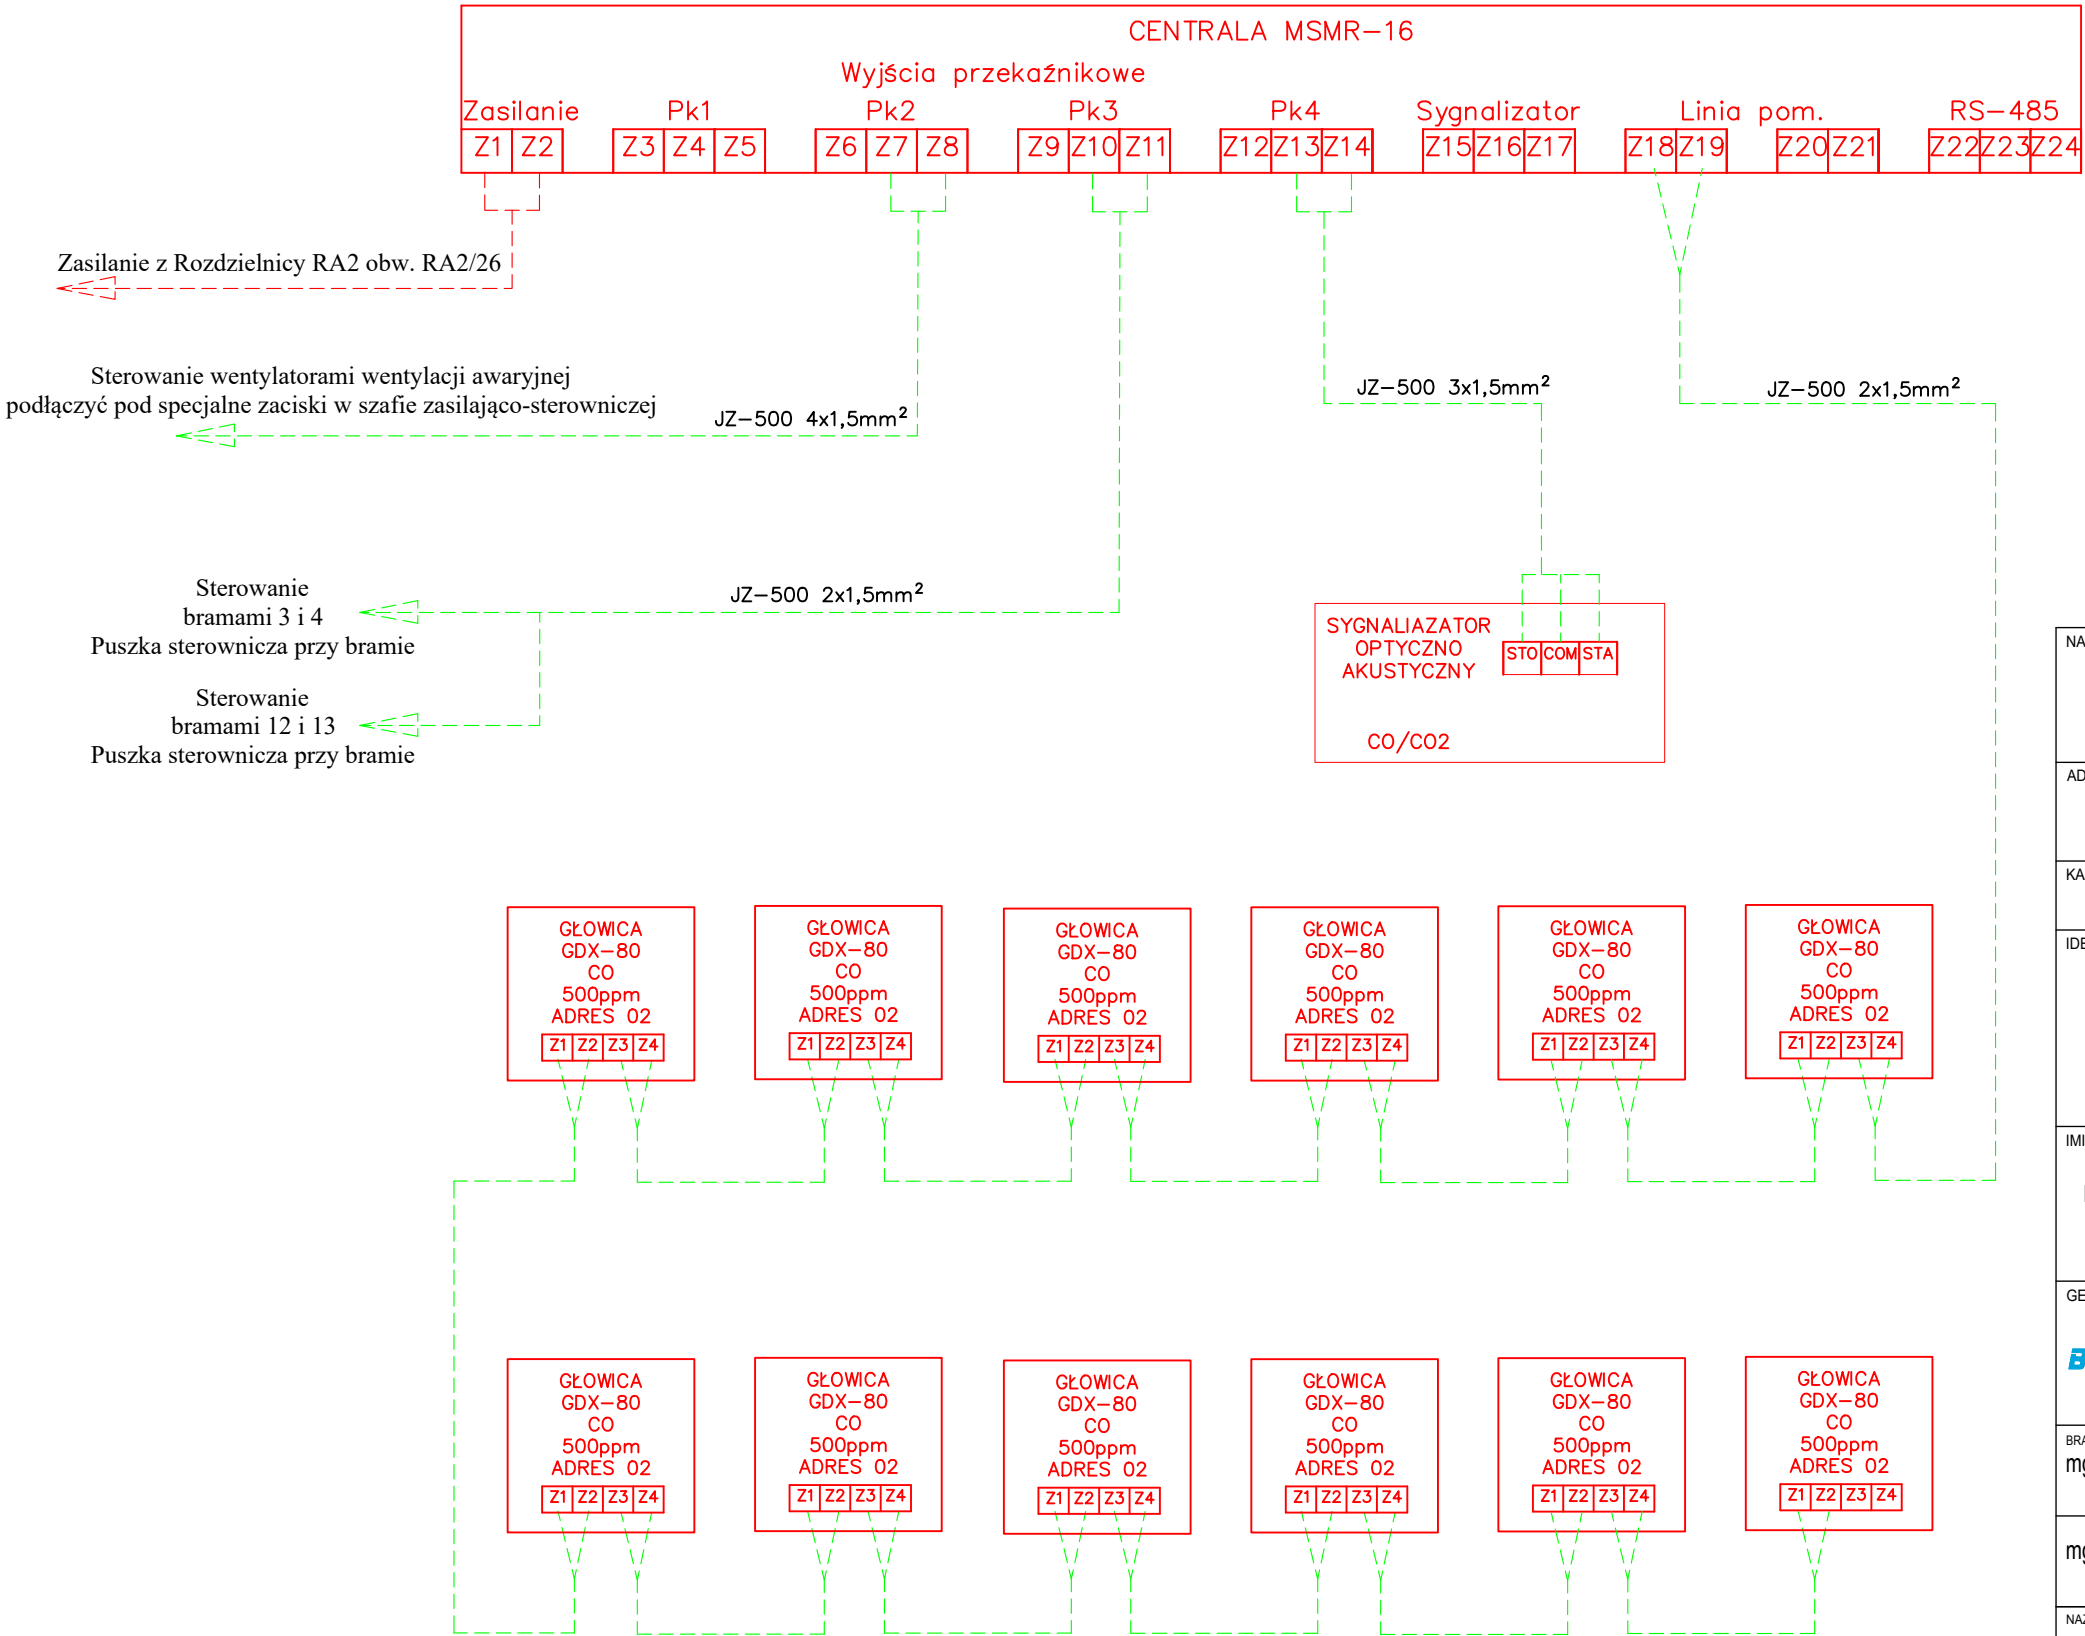 CENTRALA MSMR-16
Wyjścia przekaźnikowe
Zasilanie Pk1 Pk2 Pk3 Pk4 Sygnalizator Linia pom. RS-485
Z1 Z2 Z3 Z4 Z5 Z6 Z7 Z8 Z9 Z10 Z11 Z12 Z13 Z14 Z15 Z16 Z17 Z18 Z19 Z20 Z21 Z22 Z23 Z24
Zasilanie z Rozdzielnicy RA2 obw. RA2/26
Sterowanie wentylatorami wentylacji awaryjnej
podłączyć pod specjalne zaciski w szafie zasilająco-sterowniczej
JZ-500 4x1,5mm²
JZ-500 3x1,5mm²
JZ-500 2x1,5mm²
Sterowanie
bramami 3 i 4
Puszka sterownicza przy bramie
JZ-500 2x1,5mm²
Sterowanie
bramami 12 i 13
Puszka sterownicza przy bramie
SYGNALIAZATOR
OPTYCZNO
AKUSTYCZNY
STO COM STA
CO/CO2
GŁOWICA
GDX-80
CO
500ppm
ADRES 02
Z1 Z2 Z3 Z4
GŁOWICA
GDX-80
CO
500ppm
ADRES 02
Z1 Z2 Z3 Z4
GŁOWICA
GDX-80
CO
500ppm
ADRES 02
Z1 Z2 Z3 Z4
GŁOWICA
GDX-80
CO
500ppm
ADRES 02
Z1 Z2 Z3 Z4
GŁOWICA
GDX-80
CO
500ppm
ADRES 02
Z1 Z2 Z3 Z4
GŁOWICA
GDX-80
CO
500ppm
ADRES 02
Z1 Z2 Z3 Z4
GŁOWICA
GDX-80
CO
500ppm
ADRES 02
Z1 Z2 Z3 Z4
GŁOWICA
GDX-80
CO
500ppm
ADRES 02
Z1 Z2 Z3 Z4
GŁOWICA
GDX-80
CO
500ppm
ADRES 02
Z1 Z2 Z3 Z4
GŁOWICA
GDX-80
CO
500ppm
ADRES 02
Z1 Z2 Z3 Z4
GŁOWICA
GDX-80
CO
500ppm
ADRES 02
Z1 Z2 Z3 Z4
GŁOWICA
GDX-80
CO
500ppm
ADRES 02
Z1 Z2 Z3 Z4